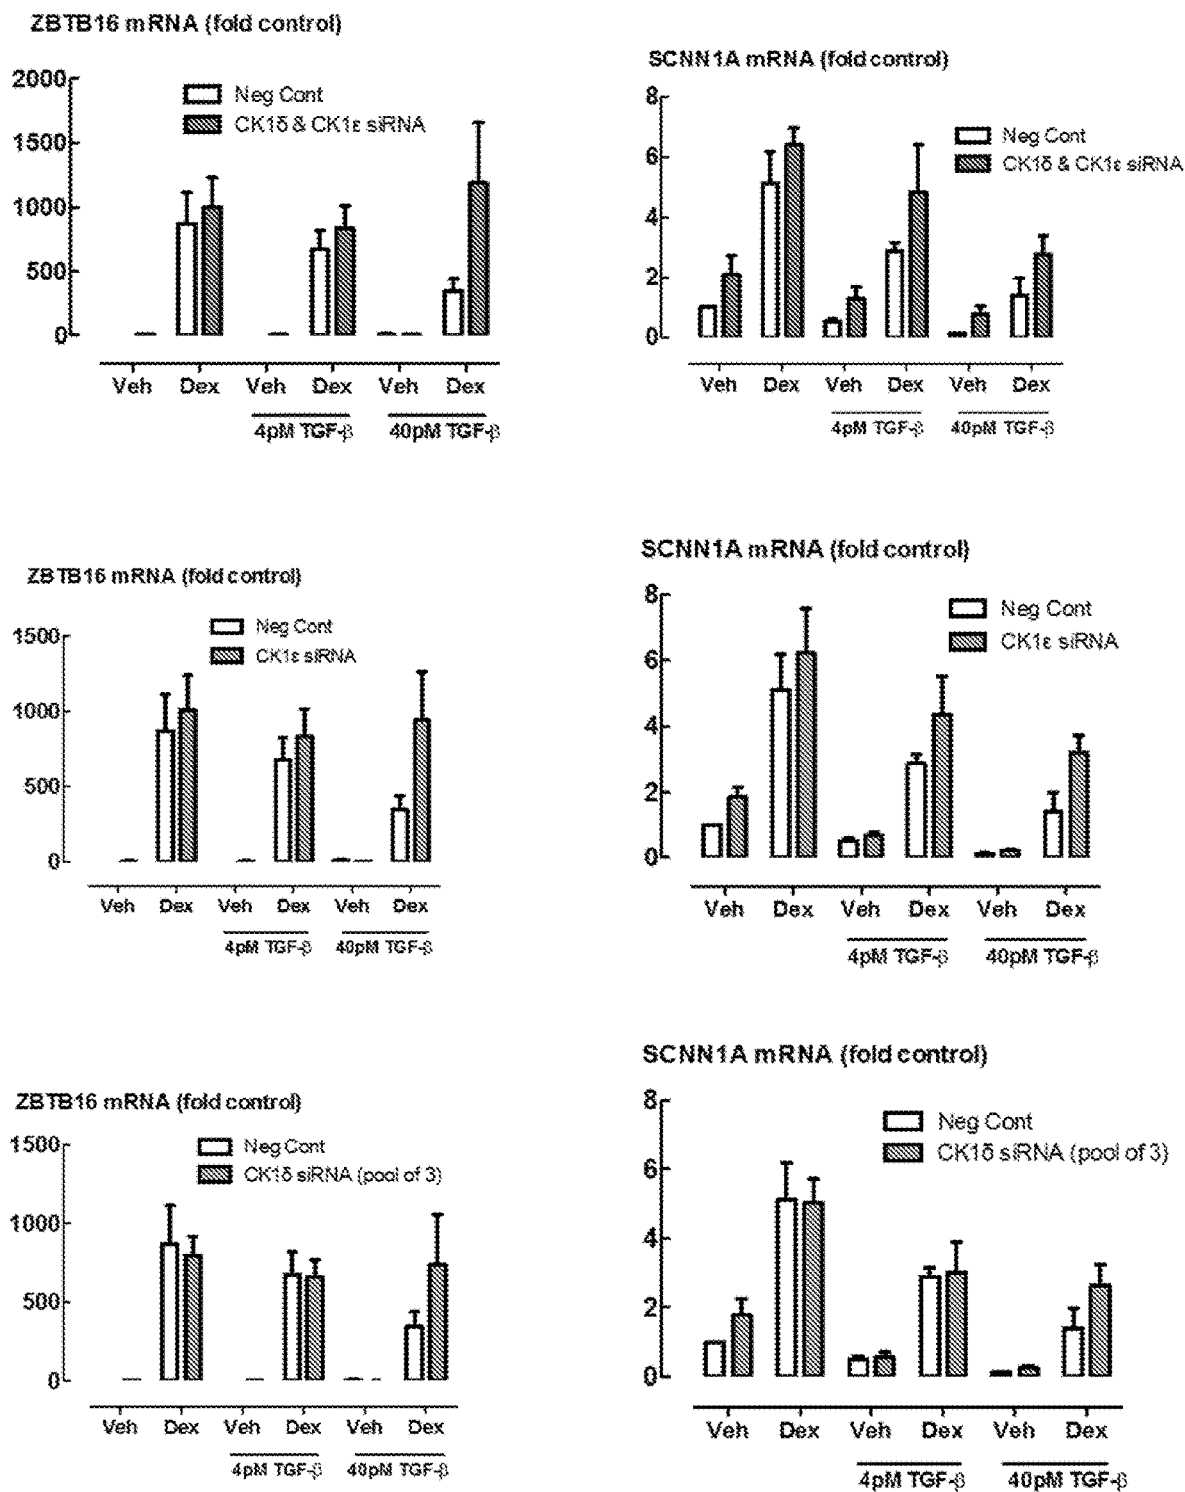 ZBTB16 mRNA (fold control)
2000
1500
1000
500
0
Neg Cont
CK1δ & CK1ε siRNA
Veh Dex Veh Dex Veh Dex
4pM TGF-β 40pM TGF-β
SCNN1A mRNA (fold control)
8
6
4
2
0
Neg Cont
CK1δ & CK1ε siRNA
Veh Dex Veh Dex Veh Dex
4pM TGF-β 40pM TGF-β
ZBTB16 mRNA (fold control)
1500
1000
500
0
Neg Cont
CK1ε siRNA
Veh Dex Veh Dex Veh Dex
4pM TGF-β 40pM TGF-β
SCNN1A mRNA (fold control)
8
6
4
2
0
Neg Cont
CK1ε siRNA
Veh Dex Veh Dex Veh Dex
4pM TGF-β 40pM TGF-β
ZBTB16 mRNA (fold control)
1500
1000
500
0
Neg Cont
CK1δ siRNA (pool of 3)
Veh Dex Veh Dex Veh Dex
4pM TGF-β 40pM TGF-β
SCNN1A mRNA (fold control)
8
6
4
2
0
Neg Cont
CK1δ siRNA (pool of 3)
Veh Dex Veh Dex Veh Dex
4pM TGF-β 40pM TGF-β